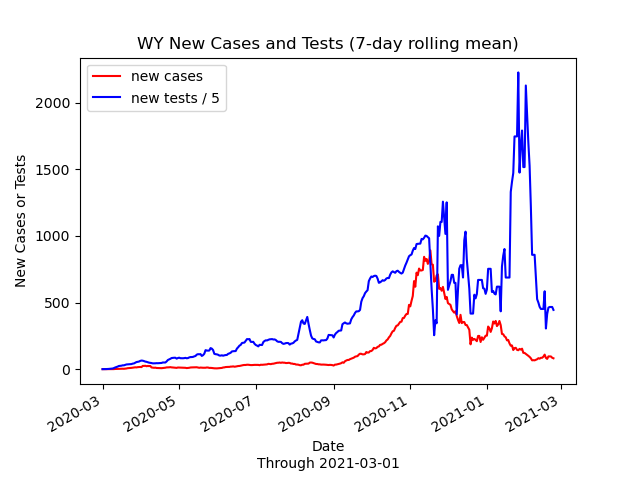 WY New Cases and Tests (7-day rolling mean)
new cases
new tests / 5
New Cases or Tests
2000
1500
1000
500
0
2020-03
2020-05
2020-07
2020-09
2020-11
2021-01
2021-03
Date
Through 2021-03-01